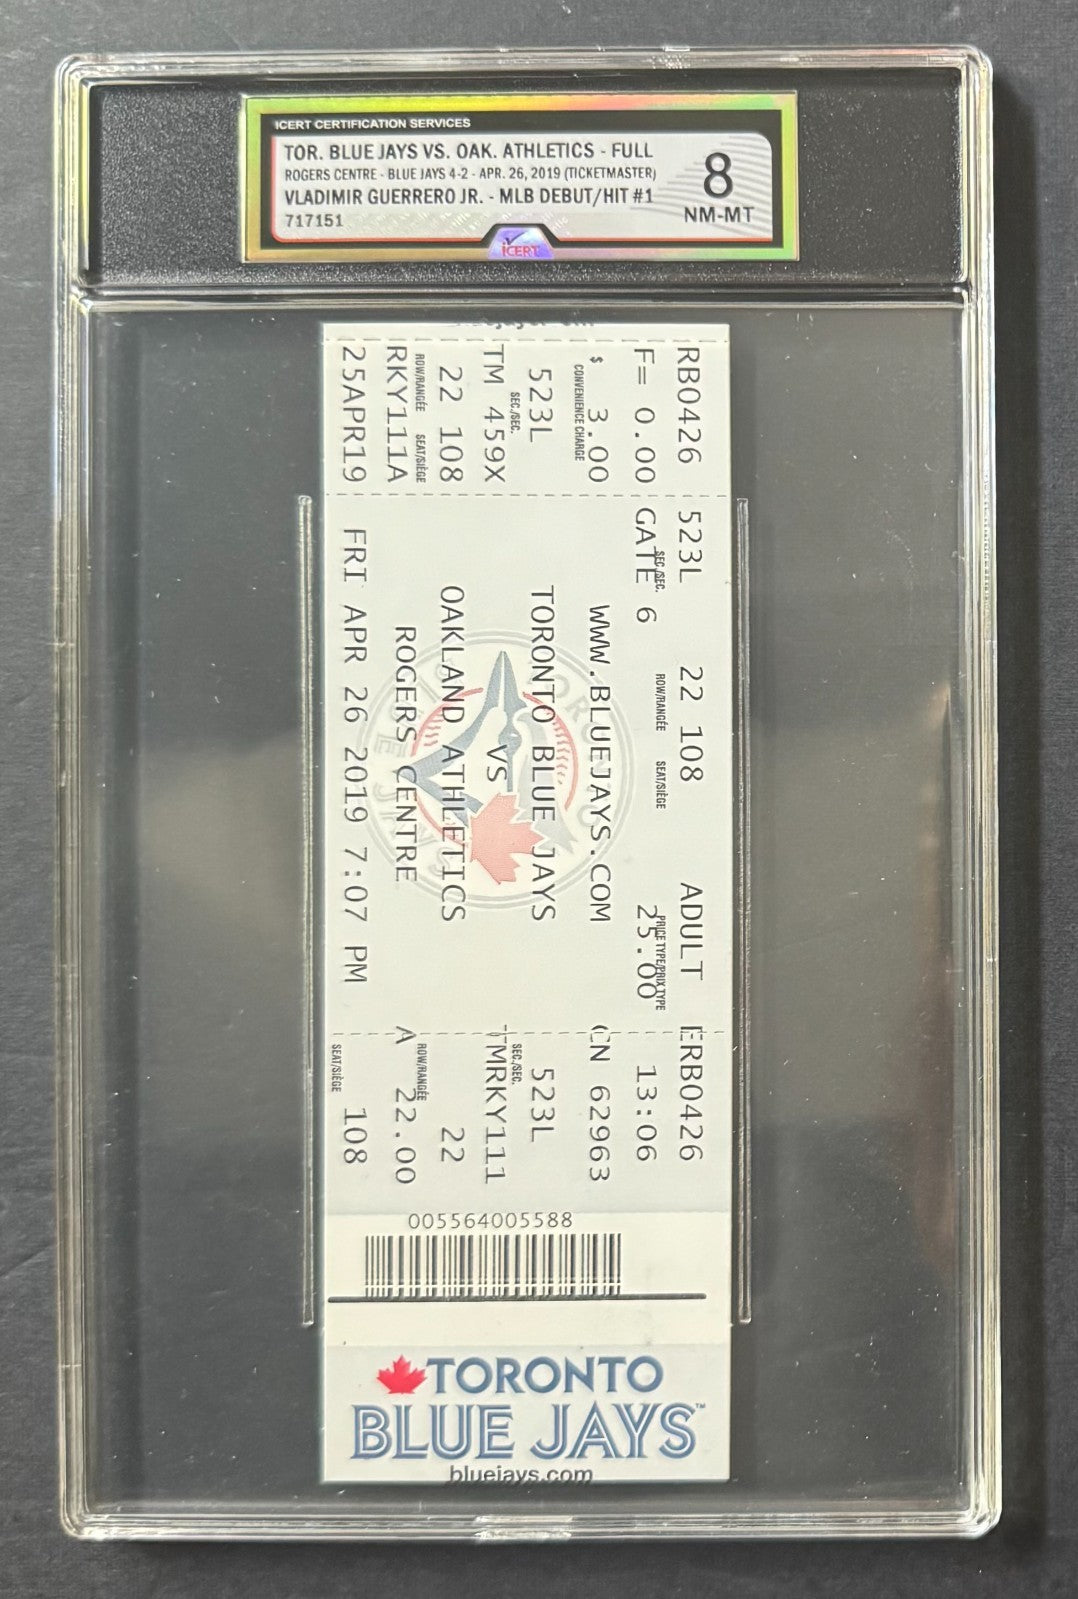 ICERT CERTIFICATION SERVICES
TOR. BLUE JAYS VS. OAK. ATHLETICS - FULL
ROGERS CENTRE - BLUE JAYS 4-2 - APR. 26, 2019 (TICKETMASTER)
VLADIMIR GUERRERO JR. - MLB DEBUT/HIT #1
717151
8
NM-MT
iCERT
RB0426
F= 0.00
$ 3.00
CONVENIENCE CHARGE
523L
SEC./SEC.
TM 459X
22 108
ROW/RANGÉE SEAT/SIÈGE
RKY111A
25APR19
523L 22 108 ADULT
SEC./SEC. ROW/RANGÉE SEAT/SIÈGE PRICE TYPE/PRIX TYPE
GATE 6 25.00
WWW.BLUEJAYS.COM
TORONTO BLUE JAYS
VS
OAKLAND ATHLETICS
ROGERS CENTRE
FRI APR 26 2019 7:07 PM
ERB0426
13:06
CN 62963
523L
SEC./SEC.
TMRKY111
22
ROW/RANGÉE
A 22.00
108
SEAT/SIÈGE
005564005588
TORONTO
BLUE JAYS™
bluejays.com